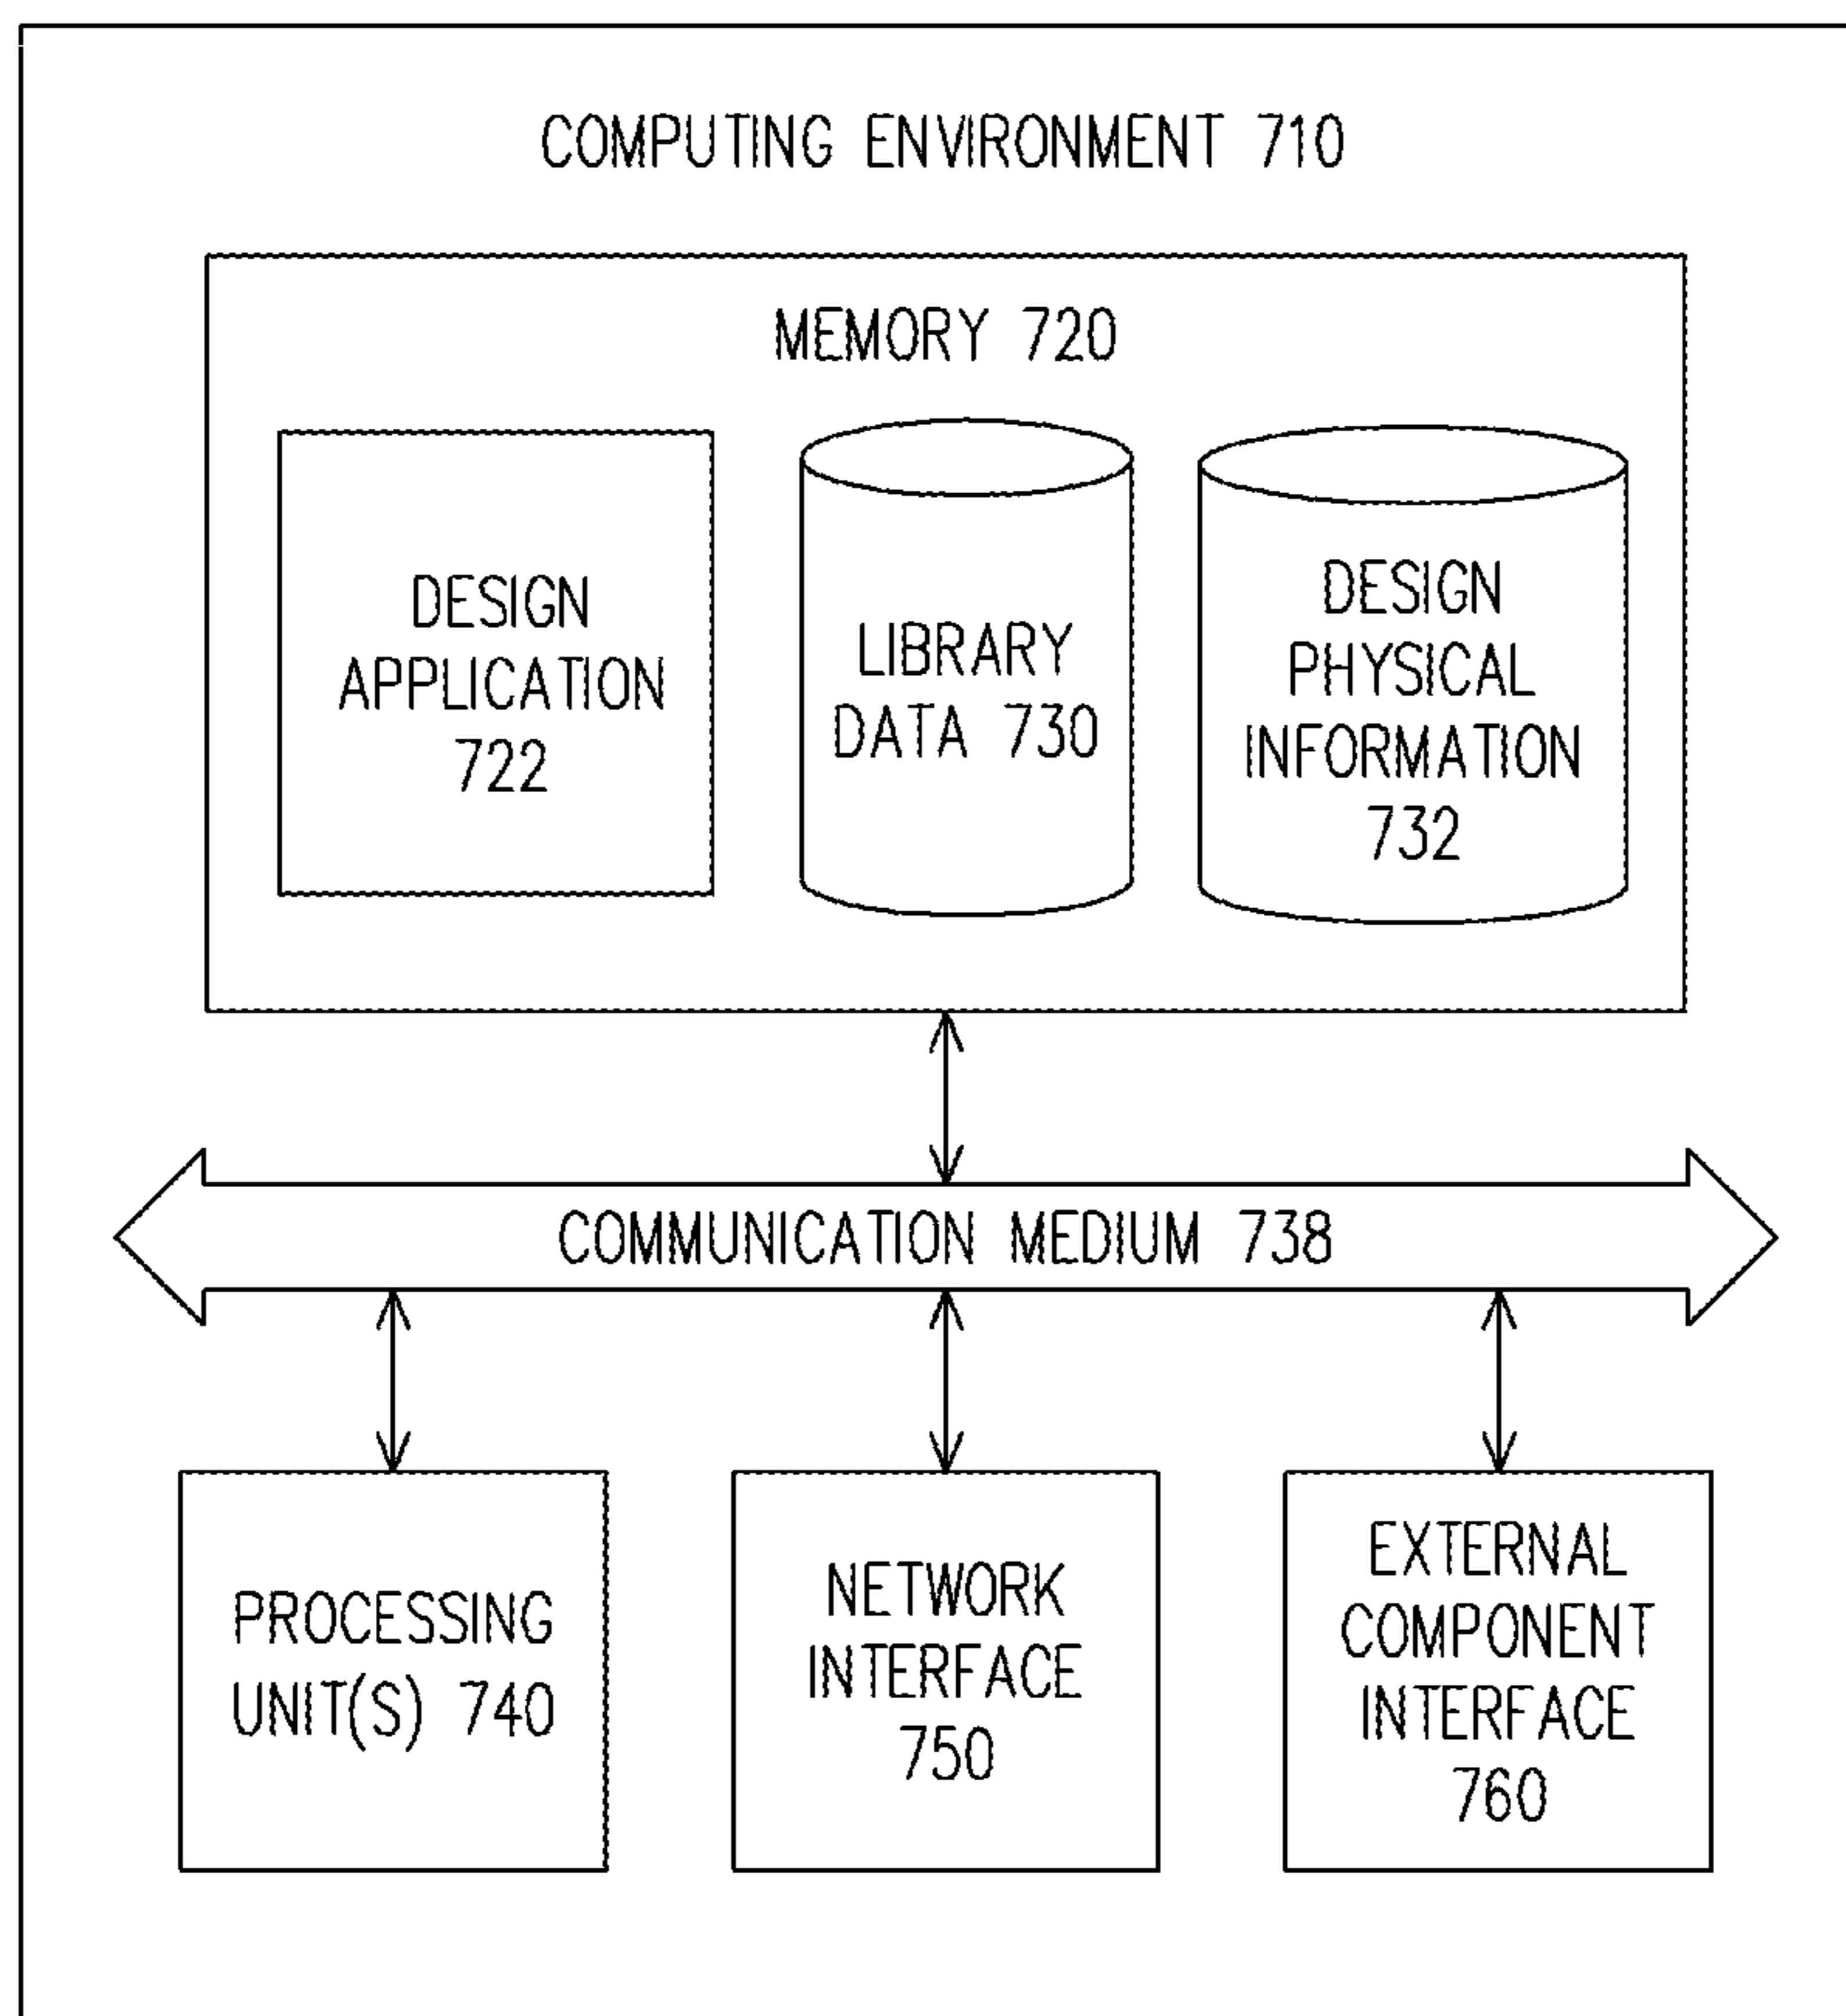 COMPUTING ENVIRONMENT 710
MEMORY 720
DESIGN
APPLICATION
722
LIBRARY
DATA 730
DESIGN
PHYSICAL
INFORMATION
732
COMMUNICATION MEDIUM 738
PROCESSING
UNIT(S) 740
NETWORK
INTERFACE
750
EXTERNAL
COMPONENT
INTERFACE
760